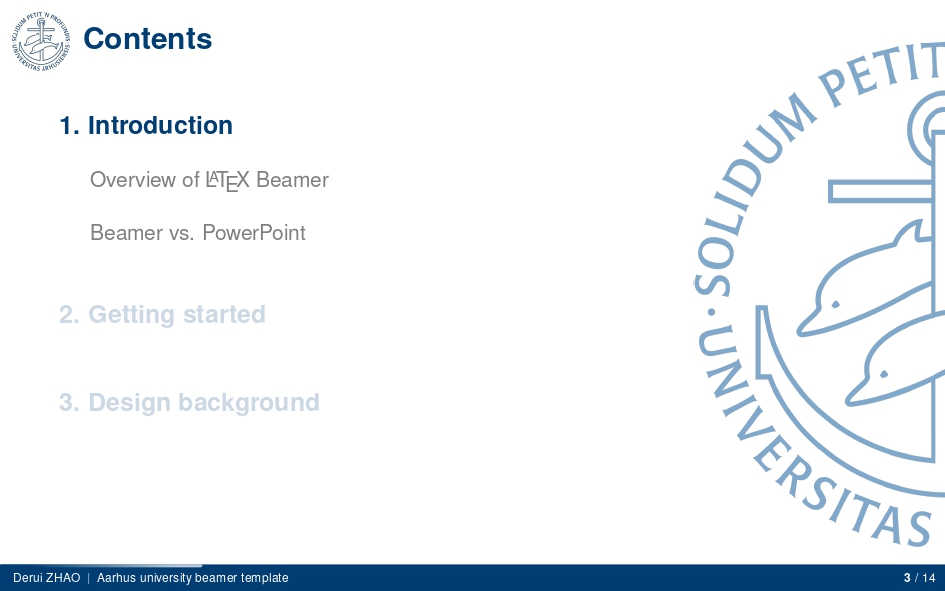 SOLIDUM PETIT IN PROFUNDIS
UNIVERSITAS ARHUSIENSIS
Contents
1. Introduction
Overview of LATEX Beamer
Beamer vs. PowerPoint
2. Getting started
3. Design background
SOLIDUM PETIT
UNIVERSITAS
Derui ZHAO | Aarhus university beamer template
3 / 14